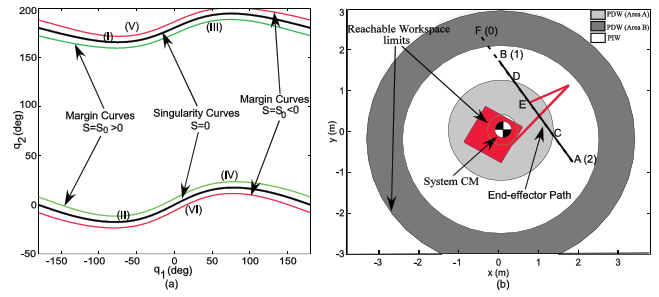 200
150
100
50
0
-50
-150
-100
-50
0
50
100
150
q2 (deg)
q1(deg)
(a)
(V)
(I)
(III)
Margin Curves
S=S0>0
Singularity Curves
S=0
Margin Curves
S=S0<0
(IV)
(II)
(VI)
3
2
1
0
-1
-2
-3
-3
-2
-1
0
1
2
3
y (m)
x (m)
(b)
Reachable Workspace
limits
F (0)
B (1)
D
E
C
A (2)
System CM
End-effector Path
PDW (Area A)
PDW (Area B)
PIW